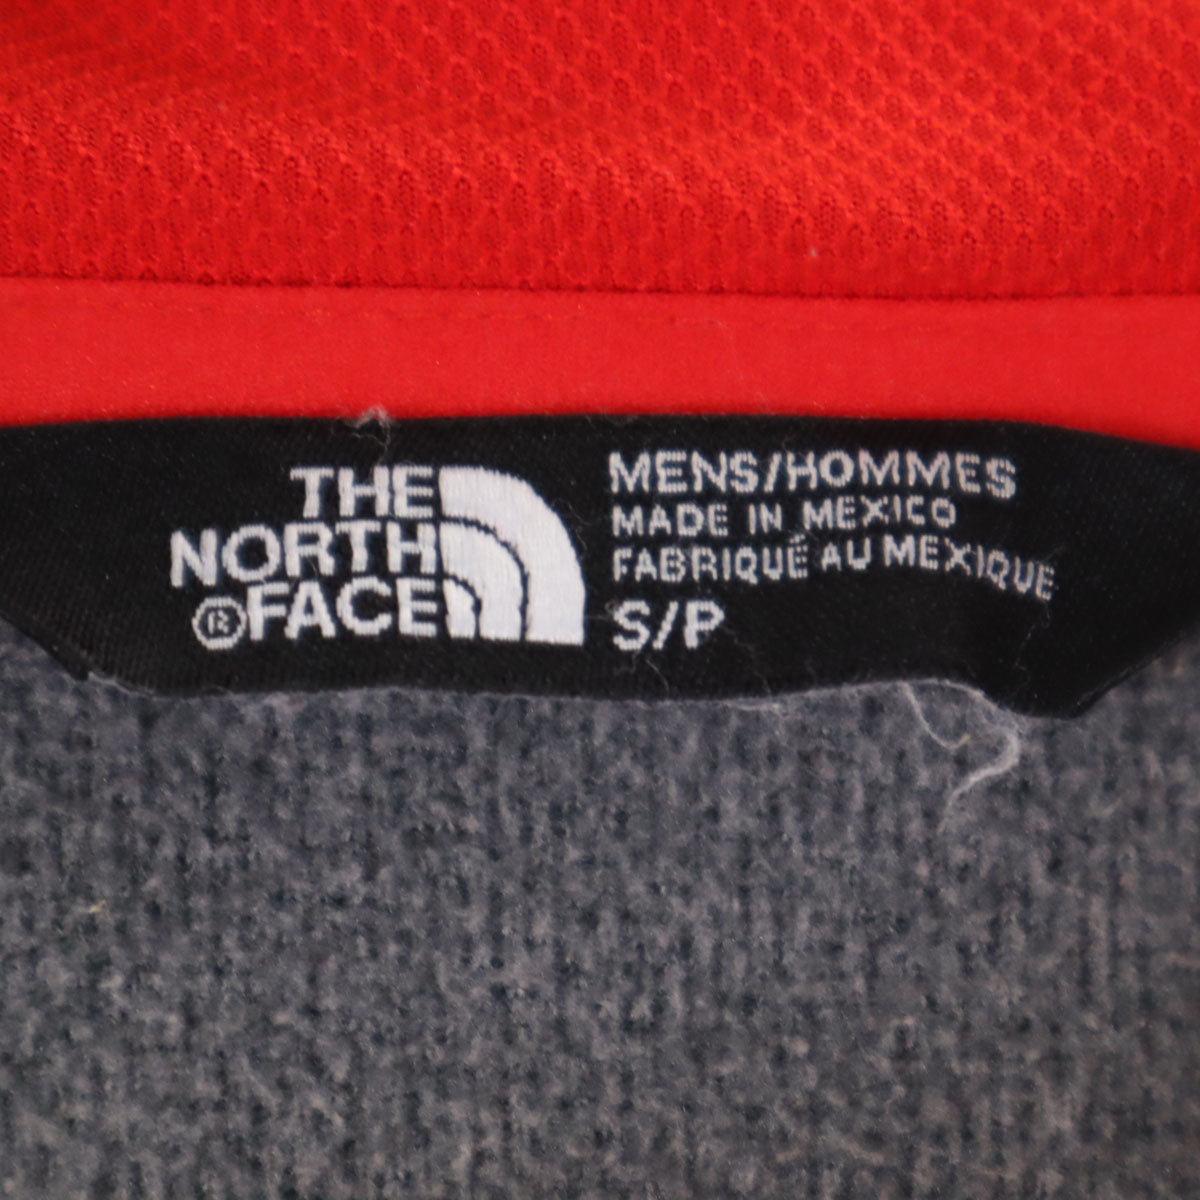 THE
NORTH
®FACE
MENS/HOMMES
MADE IN MEXICO
FABRIQUÉ AU MEXIQUE
S/P